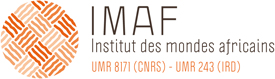 IMAF
Institut des mondes africains
UMR 8171 (CNRS) - UMR 243 (IRD)